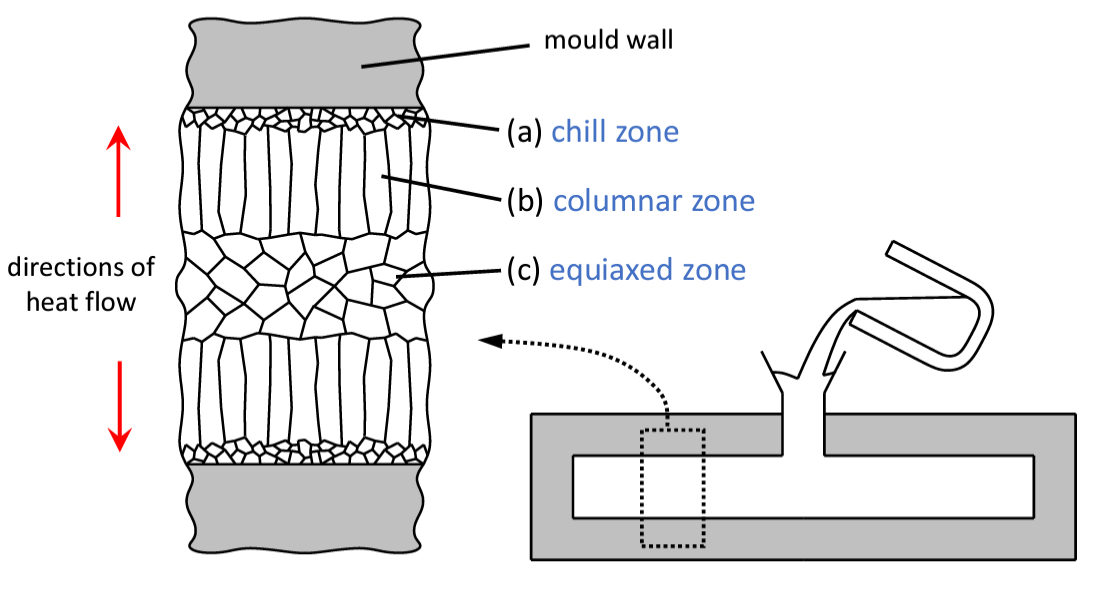 mould wall
(a) chill zone
(b) columnar zone
(c) equiaxed zone
directions of
heat flow